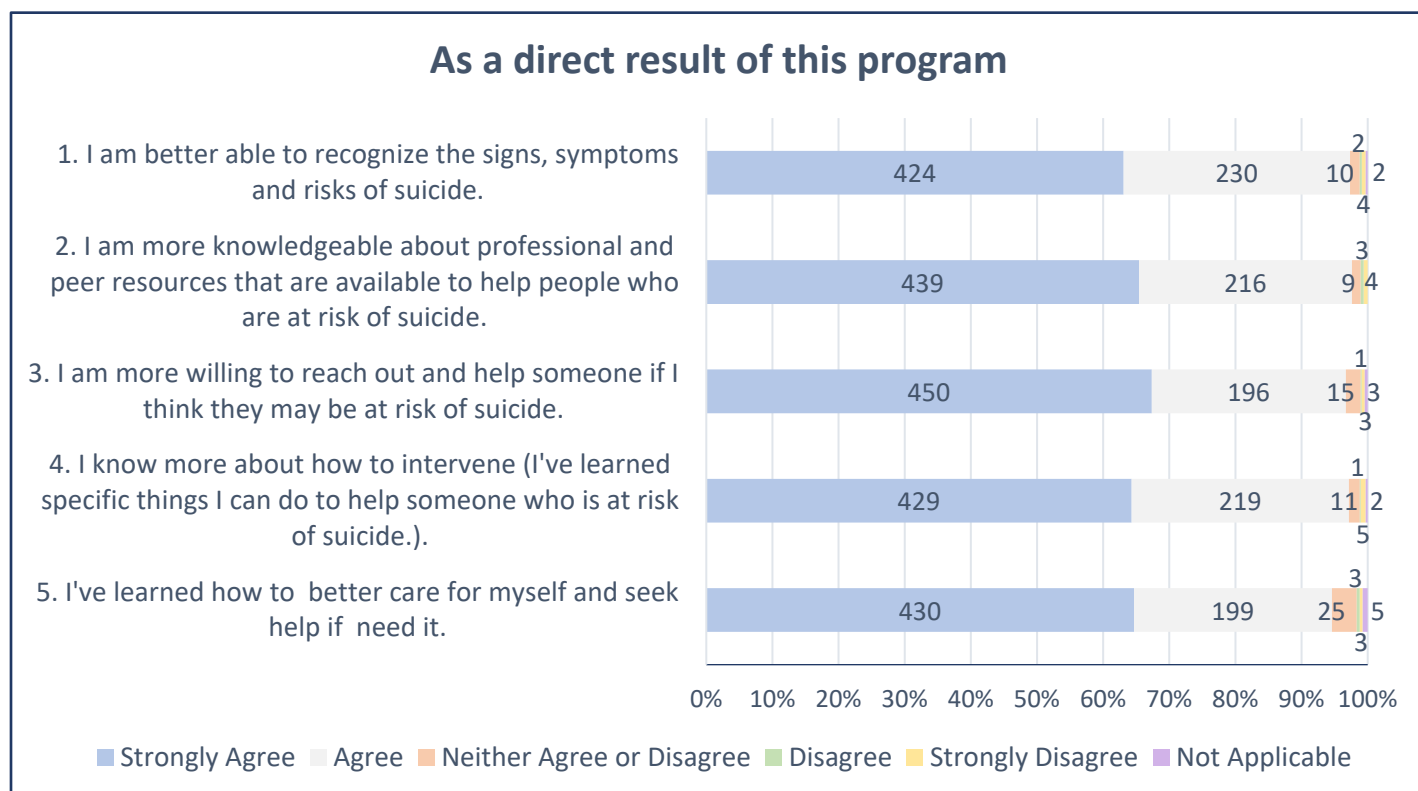 As a direct result of this program
1. I am better able to recognize the signs, symptoms
and risks of suicide.
424 230 10 2 4 2
2. I am more knowledgeable about professional and
peer resources that are available to help people who
are at risk of suicide.
439 216 9 3 4
3. I am more willing to reach out and help someone if I
think they may be at risk of suicide.
450 196 15 1 3 3
4. I know more about how to intervene (I've learned
specific things I can do to help someone who is at risk
of suicide.).
429 219 11 1 5 2
5. I've learned how to  better care for myself and seek
help if  need it.
430 199 25 3 3 5
0% 10% 20% 30% 40% 50% 60% 70% 80% 90% 100%
Strongly Agree Agree Neither Agree or Disagree Disagree Strongly Disagree Not Applicable